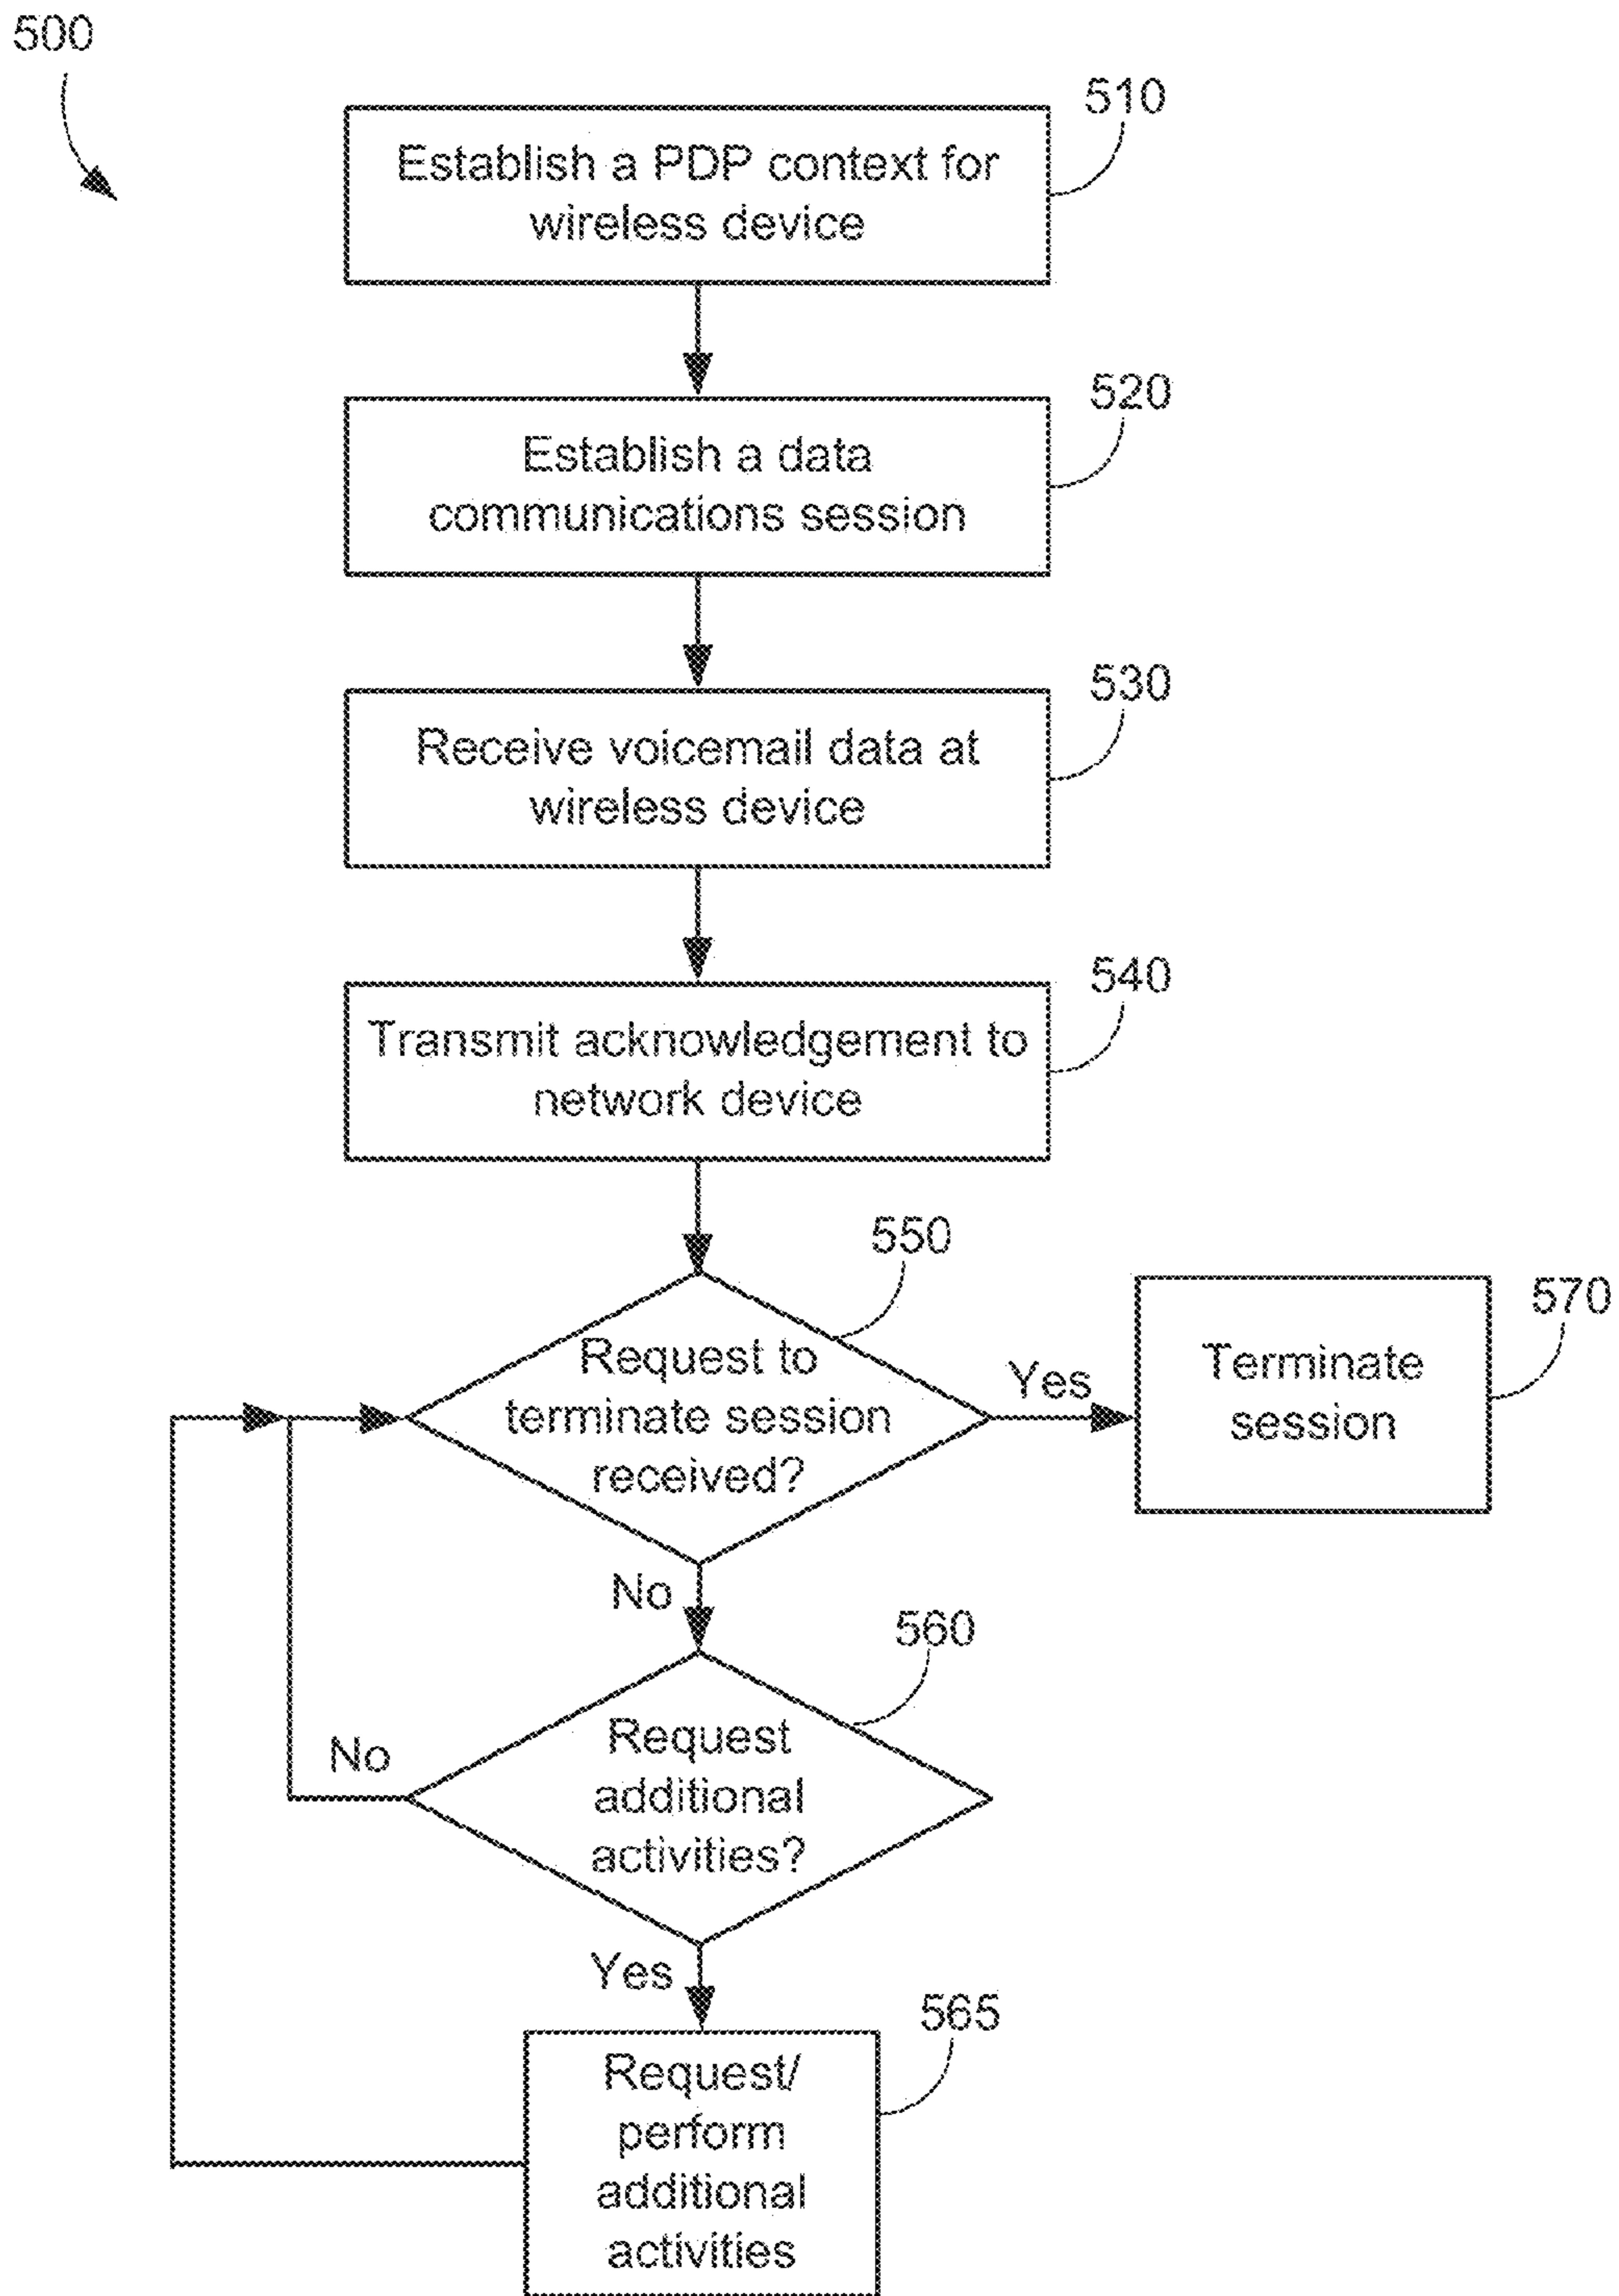 500
510
Establish a PDP context for
wireless device
520
Establish a data
communications session
530
Receive voicemail data at
wireless device
540
Transmit acknowledgement to
network device
550
Request to
terminate session
received?
Yes
570
Terminate
session
No
560
Request
additional
activities?
No
Yes
565
Request/
perform
additional
activities